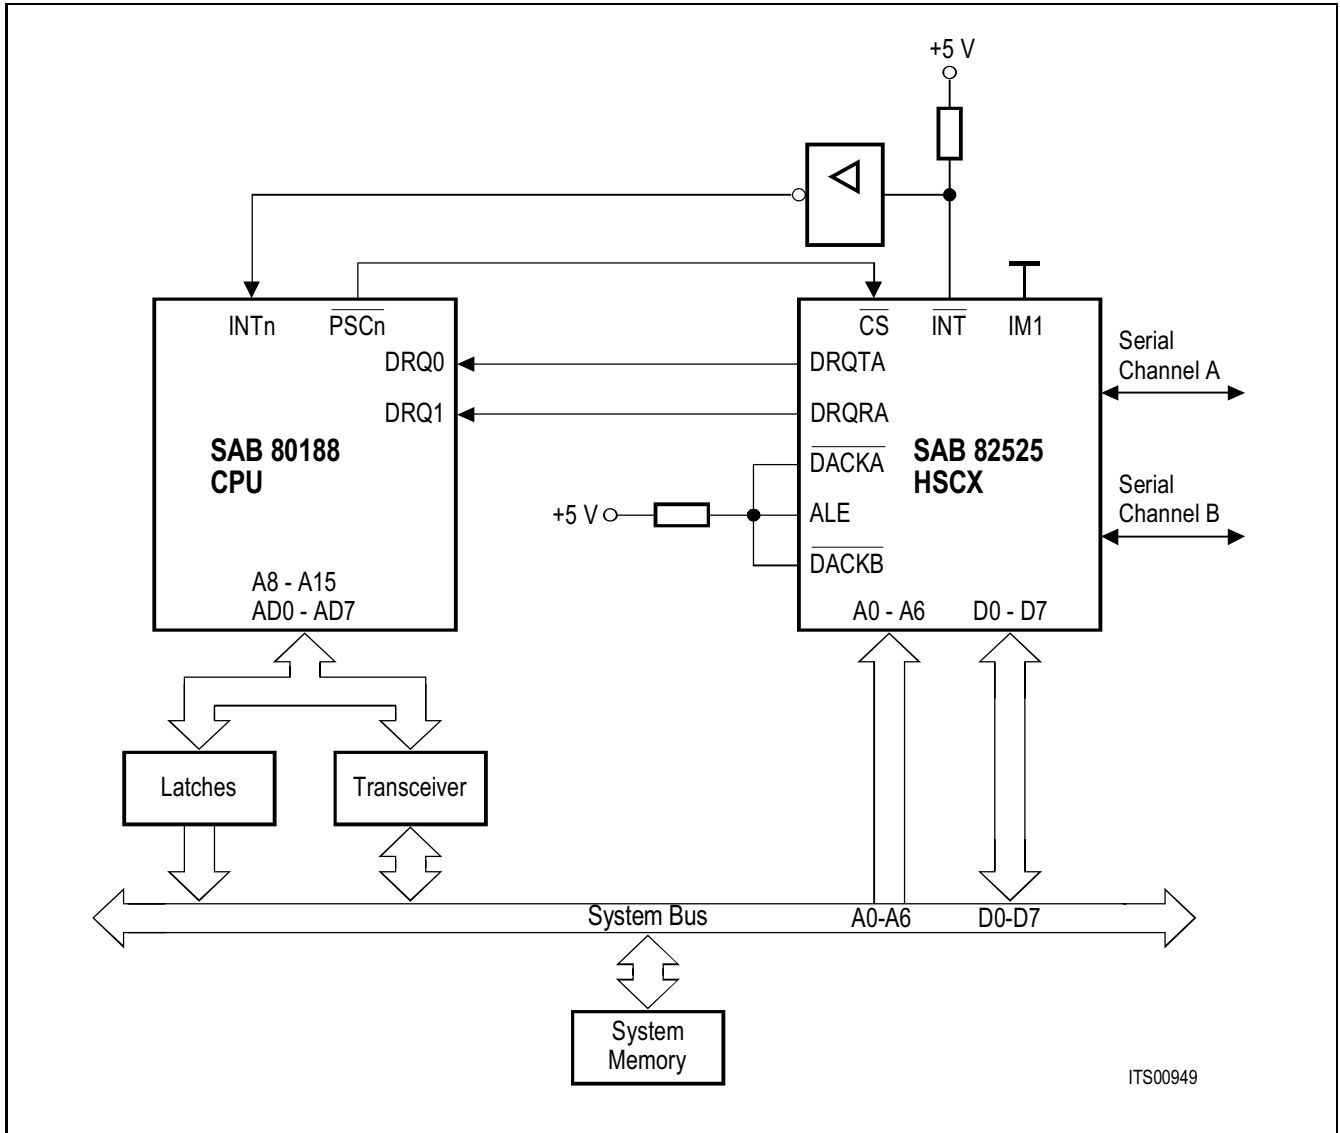 +5 V
INTn
PSCn
CS
INT
IM1
DRQ0
DRQ1
SAB 80188
CPU
A8 - A15
AD0 - AD7
DRQTA
DRQRA
DACKA
ALE
DACKB
SAB 82525
HSCX
A0 - A6
D0 - D7
+5 V
Serial
Channel A
Serial
Channel B
Latches
Transceiver
System Bus
A0-A6
D0-D7
System
Memory
ITS00949